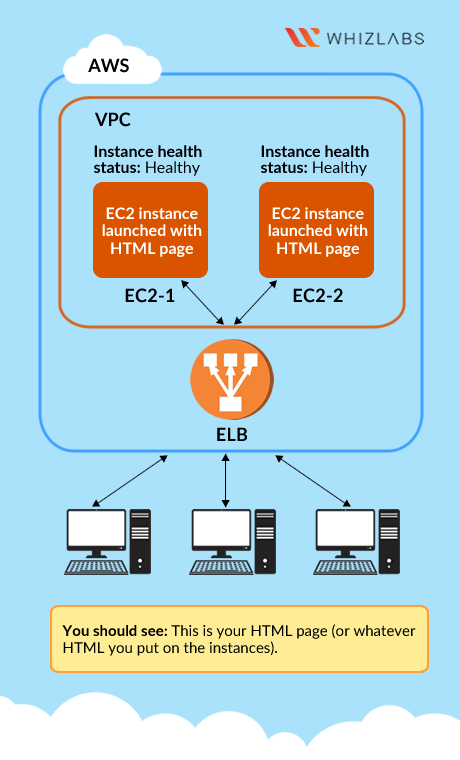 WHIZLABS
AWS
VPC
Instance health
status: Healthy
Instance health
status: Healthy
EC2 instance
launched with
HTML page
EC2 instance
launched with
HTML page
EC2-1
EC2-2
ELB
You should see: This is your HTML page (or whatever
HTML you put on the instances).